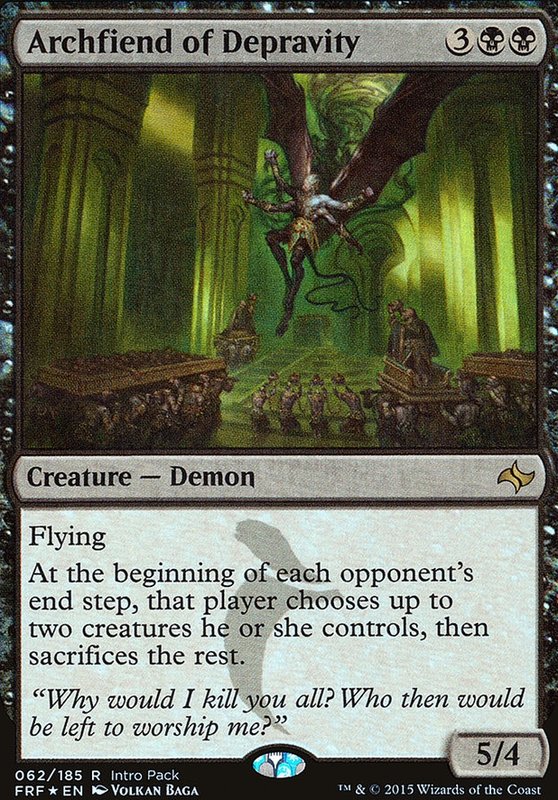 Archfiend of Depravity 3
Creature — Demon
Flying
At the beginning of each opponent's
end step, that player chooses up to
two creatures he or she controls, then
sacrifices the rest.
"Why would I kill you all? Who then would
be left to worship me?"
5/4
062/185 R Intro Pack
FRF ★ EN Volkan Baga
™ & © 2015 Wizards of the Coast